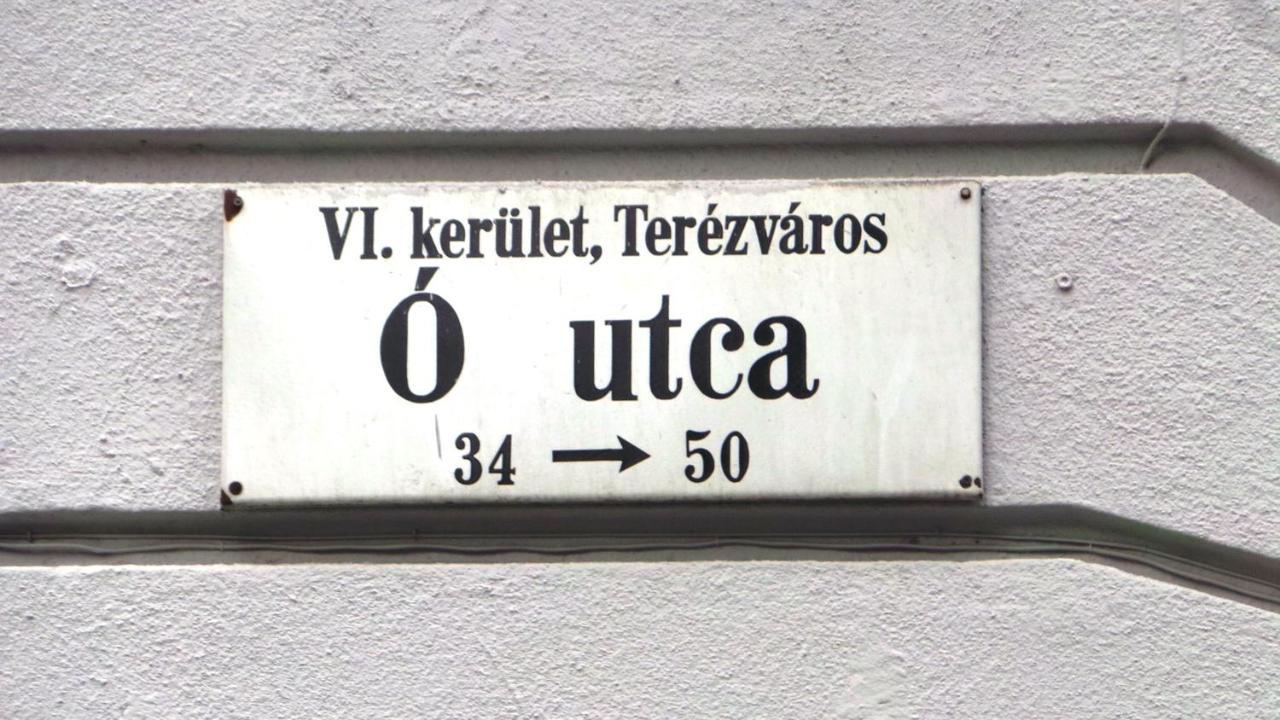 VI. kerület, Terézváros
Ó utca
34 → 50